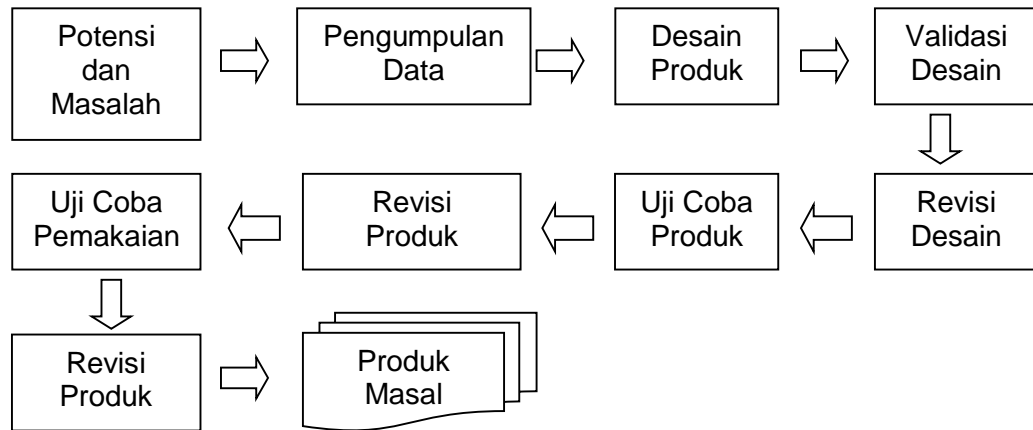 Potensi
dan
Masalah
Pengumpulan
Data
Desain
Produk
Validasi
Desain
Revisi
Desain
Uji Coba
Produk
Revisi
Produk
Uji Coba
Pemakaian
Revisi
Produk
Produk
Masal